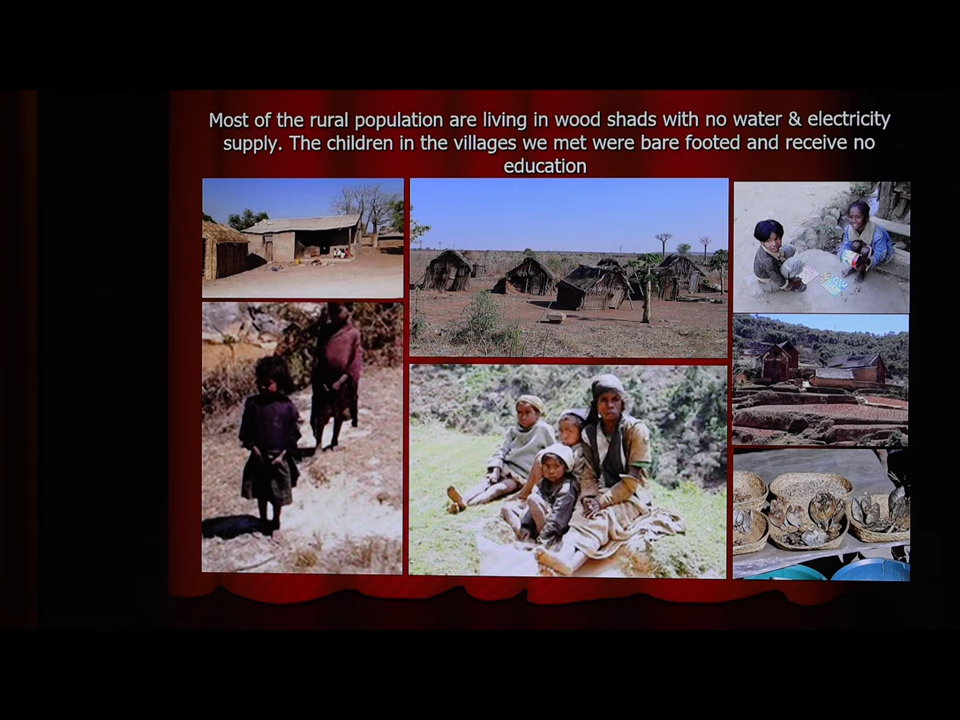 Most of the rural population are living in wood shads with no water & electricity
supply. The children in the villages we met were bare footed and receive no
education